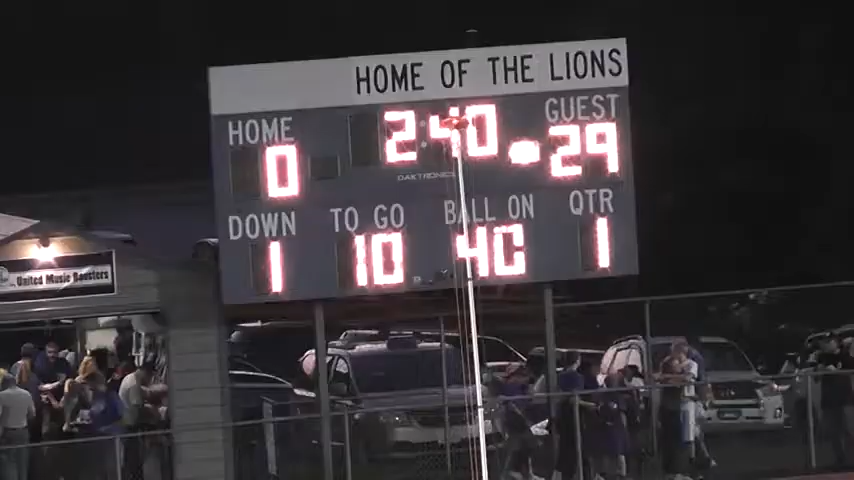 HOME OF THE LIONS
HOME 2:40 GUEST
0 29
DAKTRONICS
DOWN TO GO BALL ON QTR
1 10 40 1
United Music Boosters